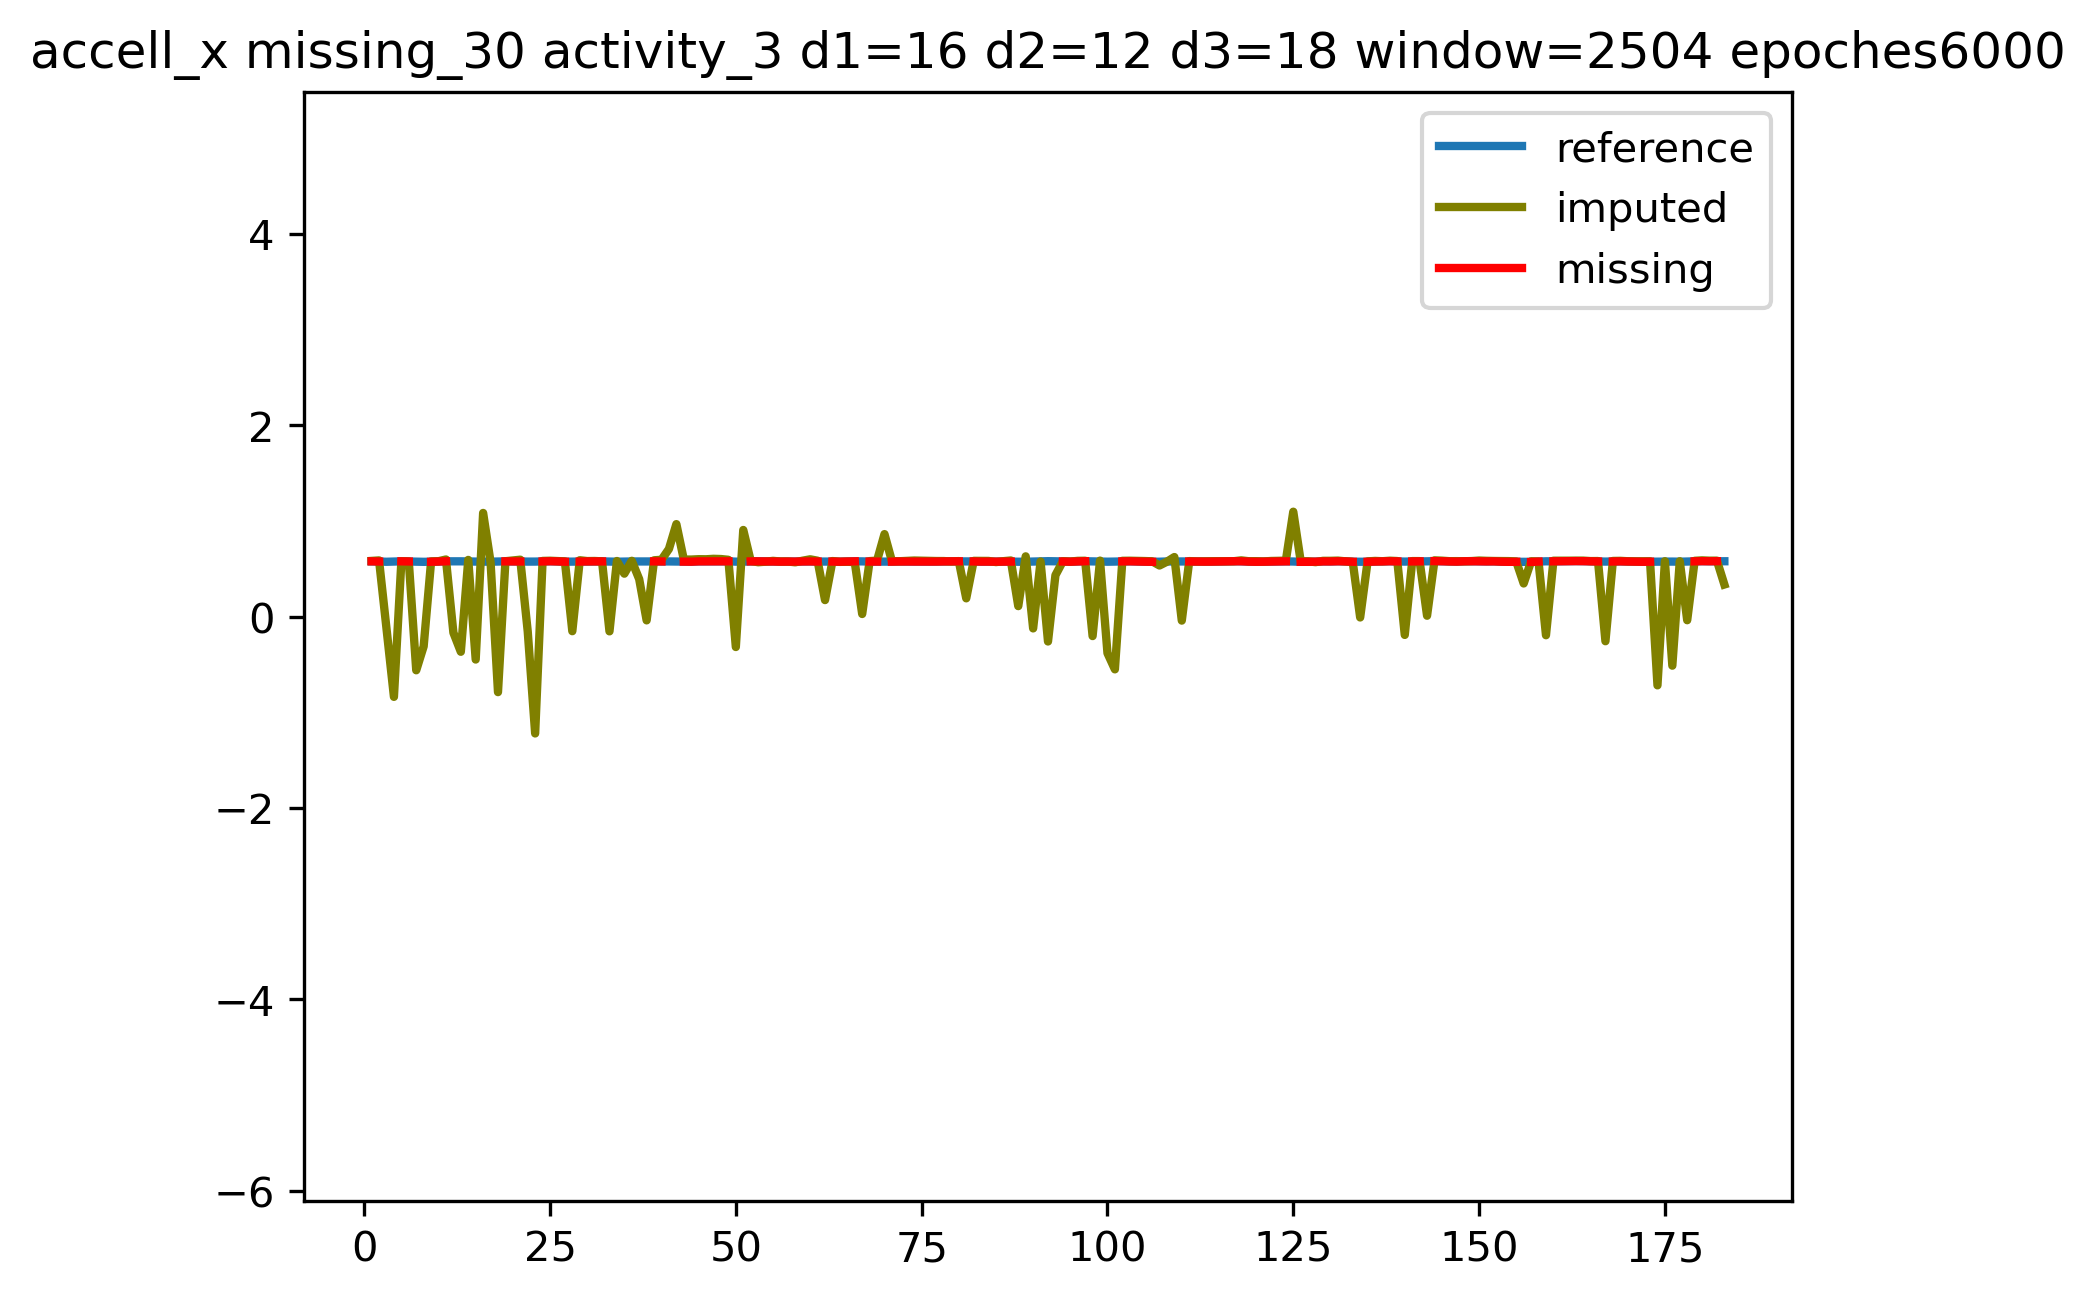 accell_x missing_30 activity_3 d1=16 d2=12 d3=18 window=2504 epoches6000
reference
imputed
missing
4
2
0
−2
−4
−6
0 25 50 75 100 125 150 175